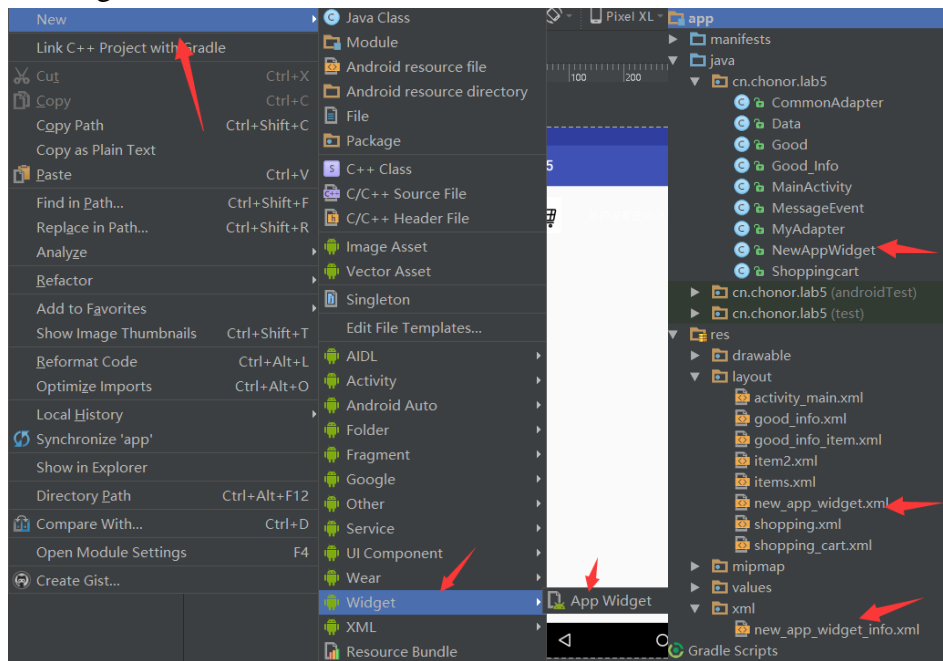 New
Link C++ Project with Gradle
Cut Ctrl+X
Copy Ctrl+C
Copy Path Ctrl+Shift+C
Copy as Plain Text
Paste Ctrl+V
Find in Path... Ctrl+Shift+F
Replace in Path... Ctrl+Shift+R
Analyze
Refactor
Add to Favorites
Show Image Thumbnails Ctrl+Shift+T
Reformat Code Ctrl+Alt+L
Optimize Imports Ctrl+Alt+O
Local History
Synchronize 'app'
Show in Explorer
Directory Path Ctrl+Alt+F12
Compare With... Ctrl+D
Open Module Settings F4
Create Gist...
Java Class
Module
Android resource file
Android resource directory
File
Package
C++ Class
C/C++ Source File
C/C++ Header File
Image Asset
Vector Asset
Singleton
Edit File Templates...
AIDL
Activity
Android Auto
Folder
Fragment
Google
Other
Service
UI Component
Wear
Widget
XML
Resource Bundle
Pixel XL
100 200
5
App Widget
app
manifests
java
cn.chonor.lab5
CommonAdapter
Data
Good
Good_Info
MainActivity
MessageEvent
MyAdapter
NewAppWidget
Shoppingcart
cn.chonor.lab5 (androidTest)
cn.chonor.lab5 (test)
res
drawable
layout
activity_main.xml
good_info.xml
good_info_item.xml
item2.xml
items.xml
new_app_widget.xml
shopping.xml
shopping_cart.xml
mipmap
values
xml
new_app_widget_info.xml
Gradle Scripts